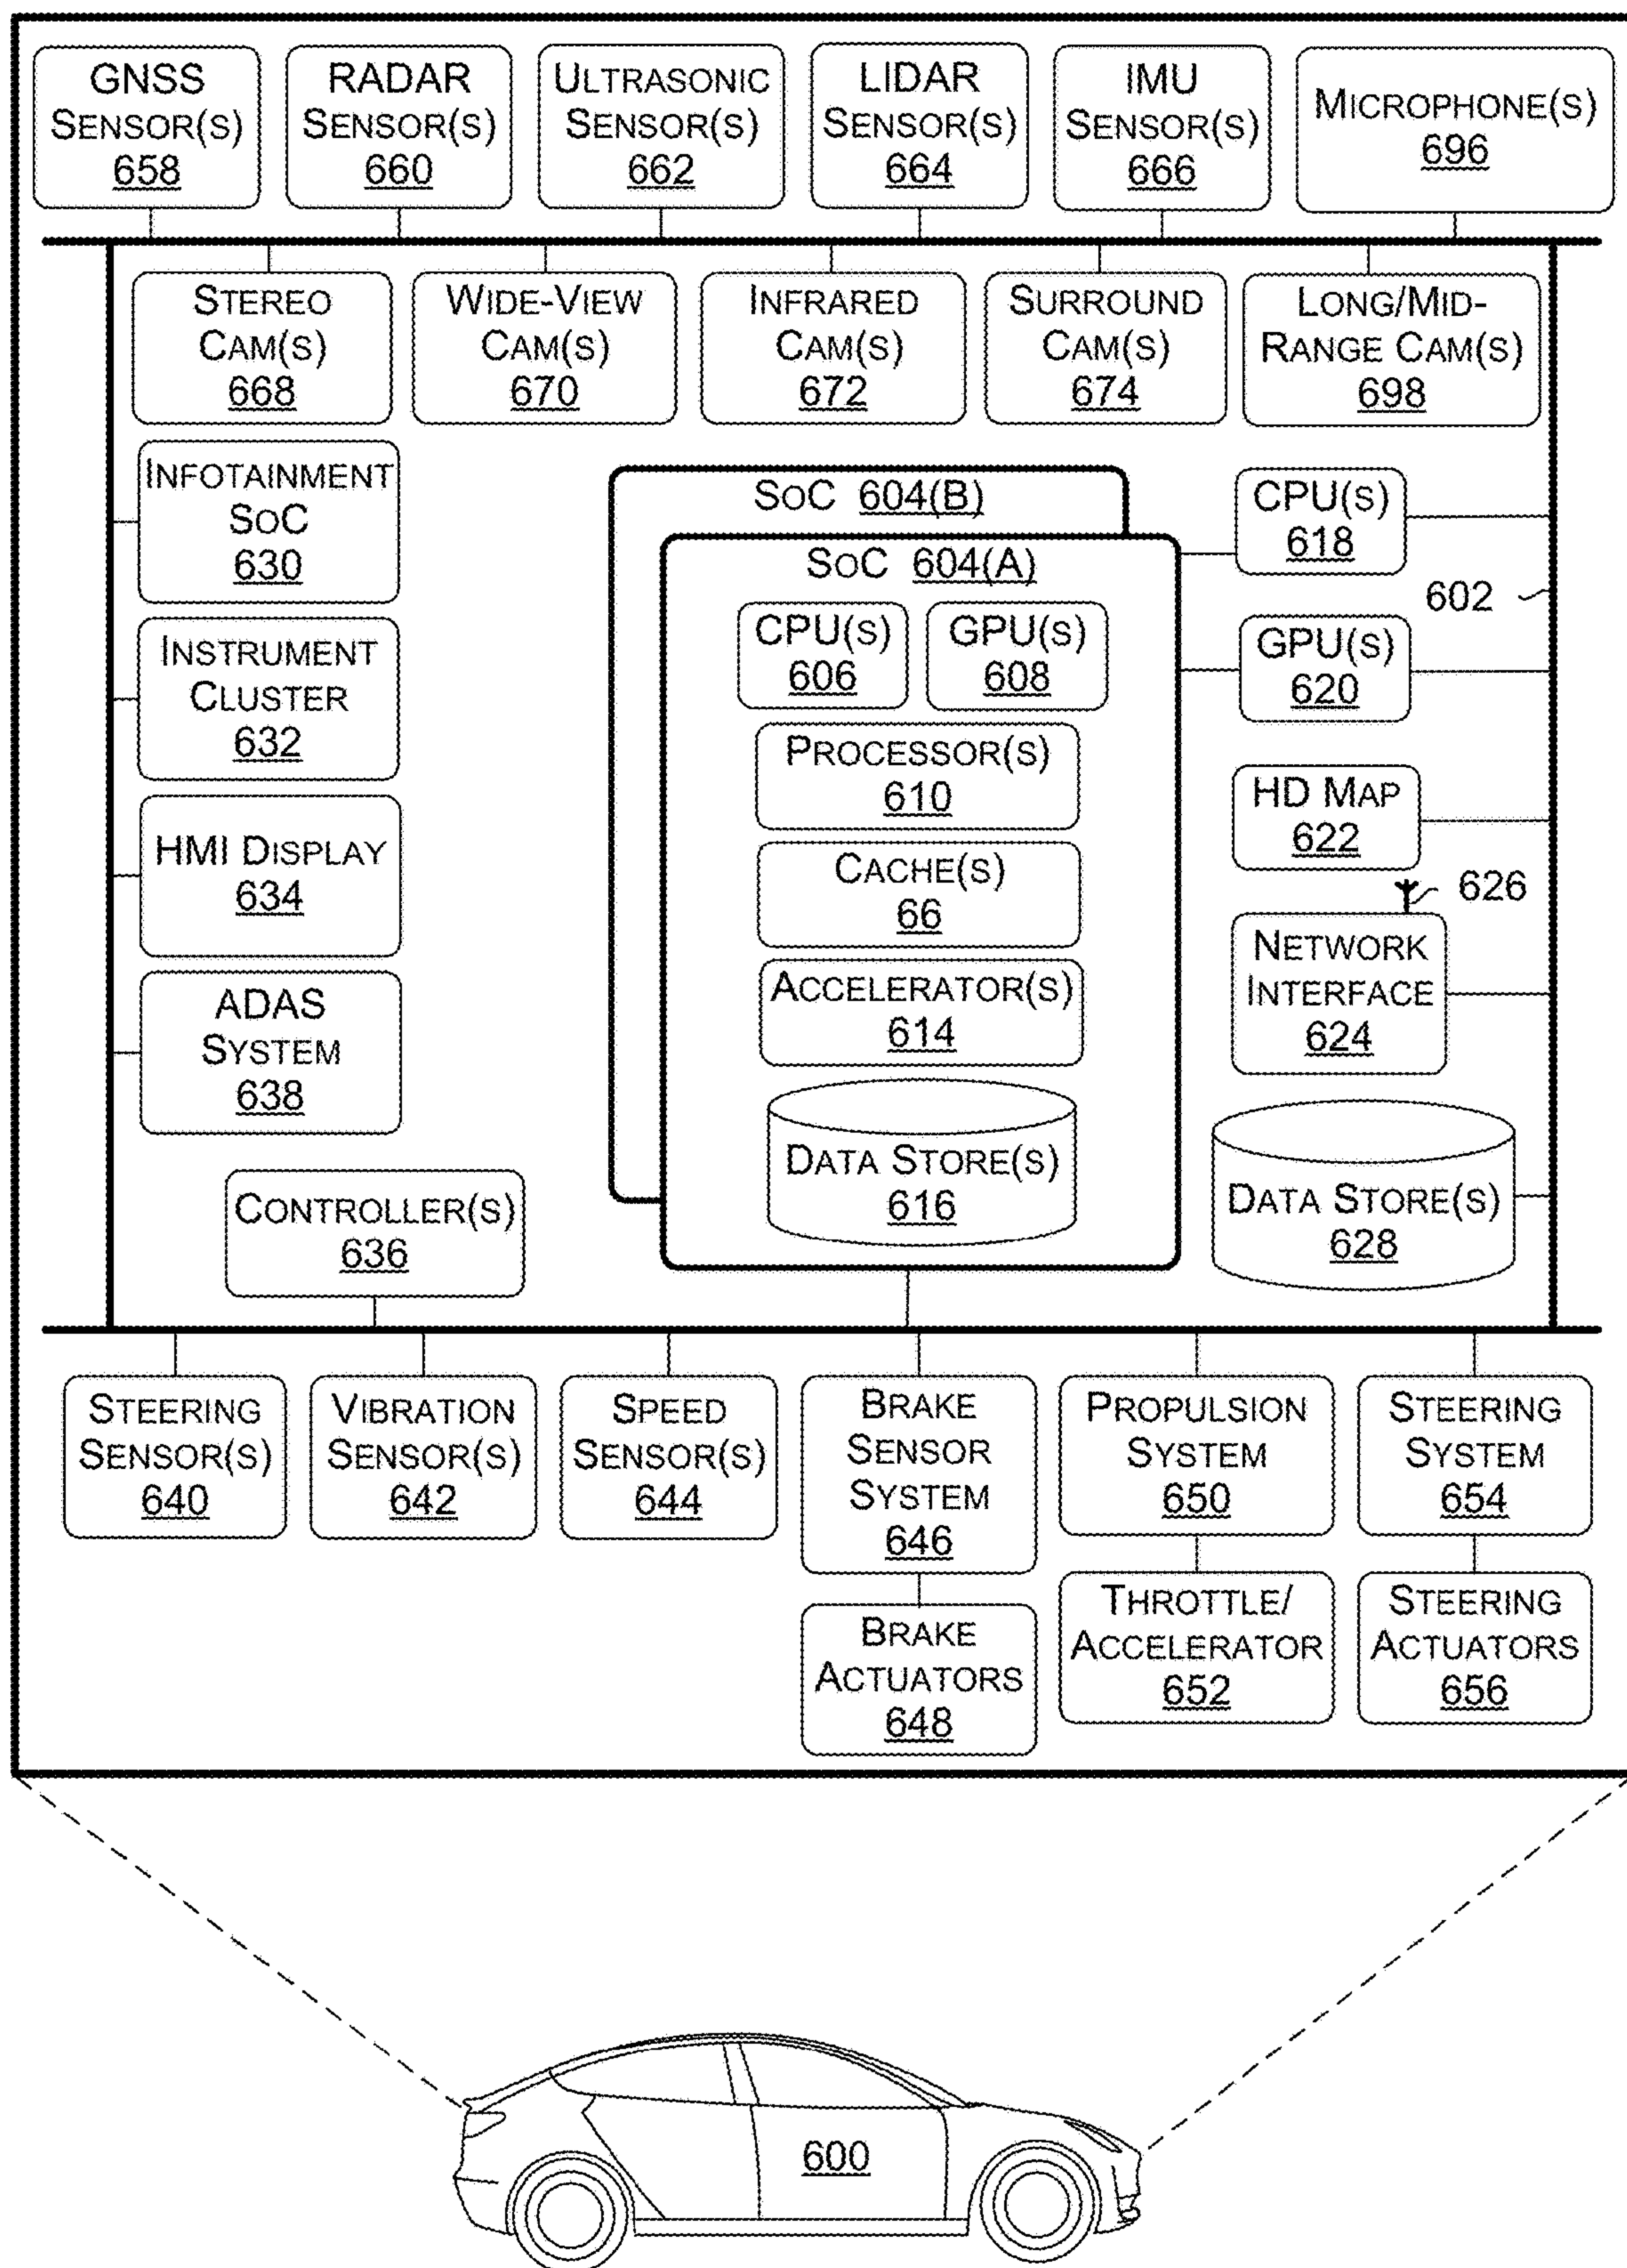 GNSS
SENSOR(S)
658
RADAR
SENSOR(S)
660
ULTRASONIC
SENSOR(S)
662
LIDAR
SENSOR(S)
664
IMU
SENSOR(S)
666
MICROPHONE(S)
696
STEREO
CAM(S)
668
WIDE-VIEW
CAM(S)
670
INFRARED
CAM(S)
672
SURROUND
CAM(S)
674
LONG/MID-
RANGE CAM(S)
698
INFOTAINMENT
SOC
630
INSTRUMENT
CLUSTER
632
HMI DISPLAY
634
ADAS
SYSTEM
638
CONTROLLER(S)
636
SOC 604(B)
SOC 604(A)
CPU(S)
606
GPU(S)
608
PROCESSOR(S)
610
CACHE(S)
66
ACCELERATOR(S)
614
DATA STORE(S)
616
CPU(S)
618
602
GPU(S)
620
HD MAP
622
626
NETWORK
INTERFACE
624
DATA STORE(S)
628
STEERING
SENSOR(S)
640
VIBRATION
SENSOR(S)
642
SPEED
SENSOR(S)
644
BRAKE
SENSOR
SYSTEM
646
PROPULSION
SYSTEM
650
STEERING
SYSTEM
654
BRAKE
ACTUATORS
648
THROTTLE/
ACCELERATOR
652
STEERING
ACTUATORS
656
600